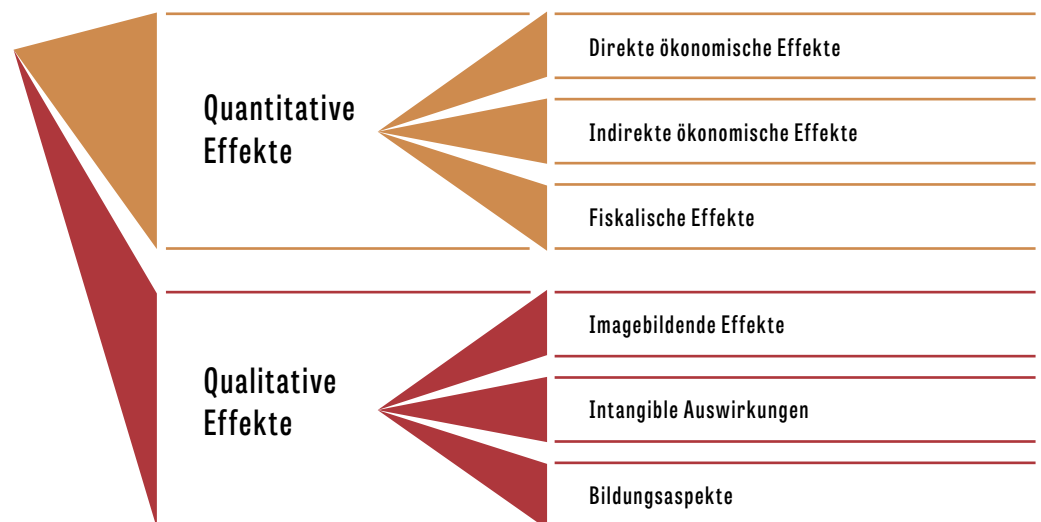 Quantitative
Effekte
Direkte ökonomische Effekte
Indirekte ökonomische Effekte
Fiskalische Effekte
Qualitative
Effekte
Imagebildende Effekte
Intangible Auswirkungen
Bildungsaspekte